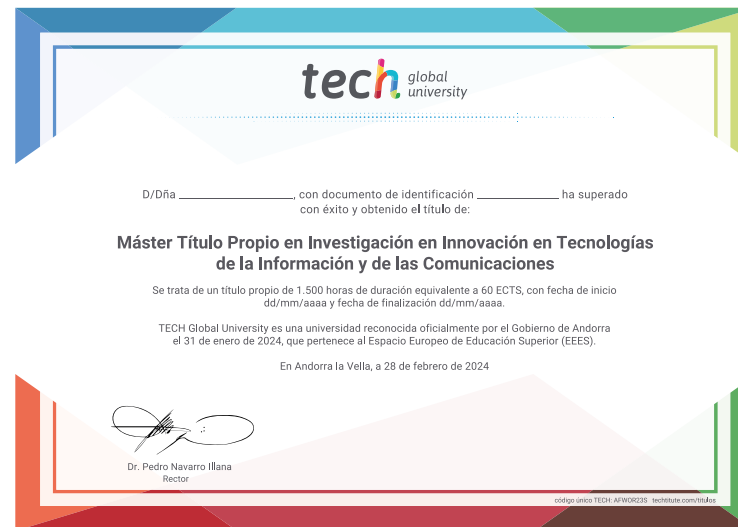 tech global university
D/Dña ____________________, con documento de identificación ______________ ha superado
con éxito y obtenido el título de:
Máster Título Propio en Investigación en Innovación en Tecnologías
de la Información y de las Comunicaciones
Se trata de un título propio de 1.500 horas de duración equivalente a 60 ECTS, con fecha de inicio
dd/mm/aaaa y fecha de finalización dd/mm/aaaa.
TECH Global University es una universidad reconocida oficialmente por el Gobierno de Andorra
el 31 de enero de 2024, que pertenece al Espacio Europeo de Educación Superior (EEES).
En Andorra la Vella, a 28 de febrero de 2024
Dr. Pedro Navarro Illana
Rector
código único TECH: AFWOR23S techtitute.com/titulos